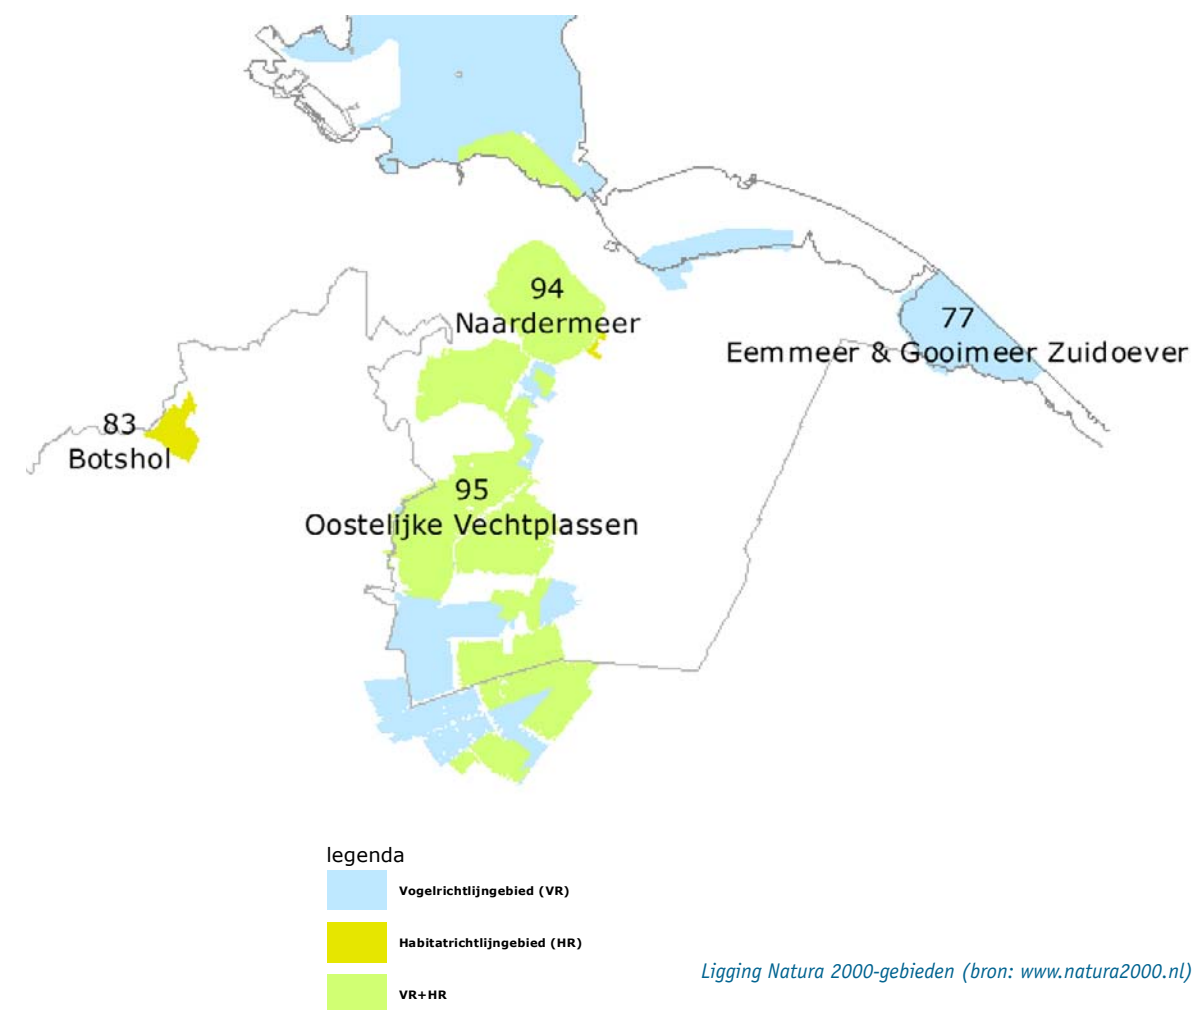 94
Naardermeer
77
Eemmeer & Gooimeer Zuidoever
83
Botshol
95
Oostelijke Vechtplassen
legenda
Vogelrichtlijngebied (VR)
Habitatrichtlijngebied (HR)
VR+HR
Ligging Natura 2000-gebieden (bron: www.natura2000.nl)